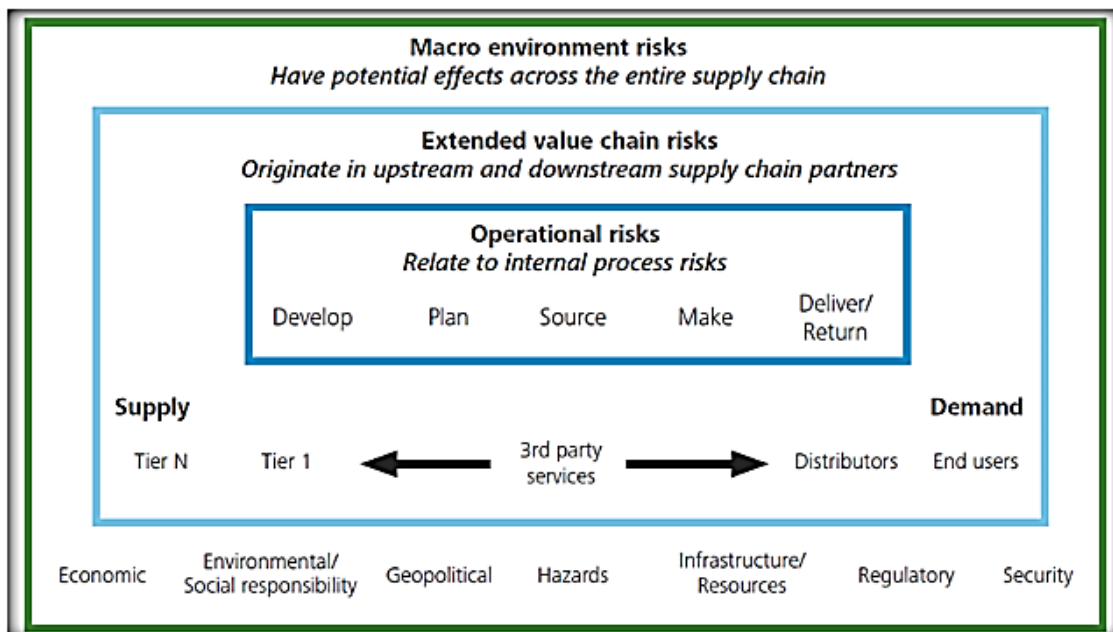 Macro environment risks
Have potential effects across the entire supply chain
Extended value chain risks
Originate in upstream and downstream supply chain partners
Operational risks
Relate to internal process risks
Develop
Plan
Source
Make
Deliver/
Return
Supply
Demand
Tier N
Tier 1
3rd party
services
Distributors
End users
Economic
Environmental/
Social responsibility
Geopolitical
Hazards
Infrastructure/
Resources
Regulatory
Security